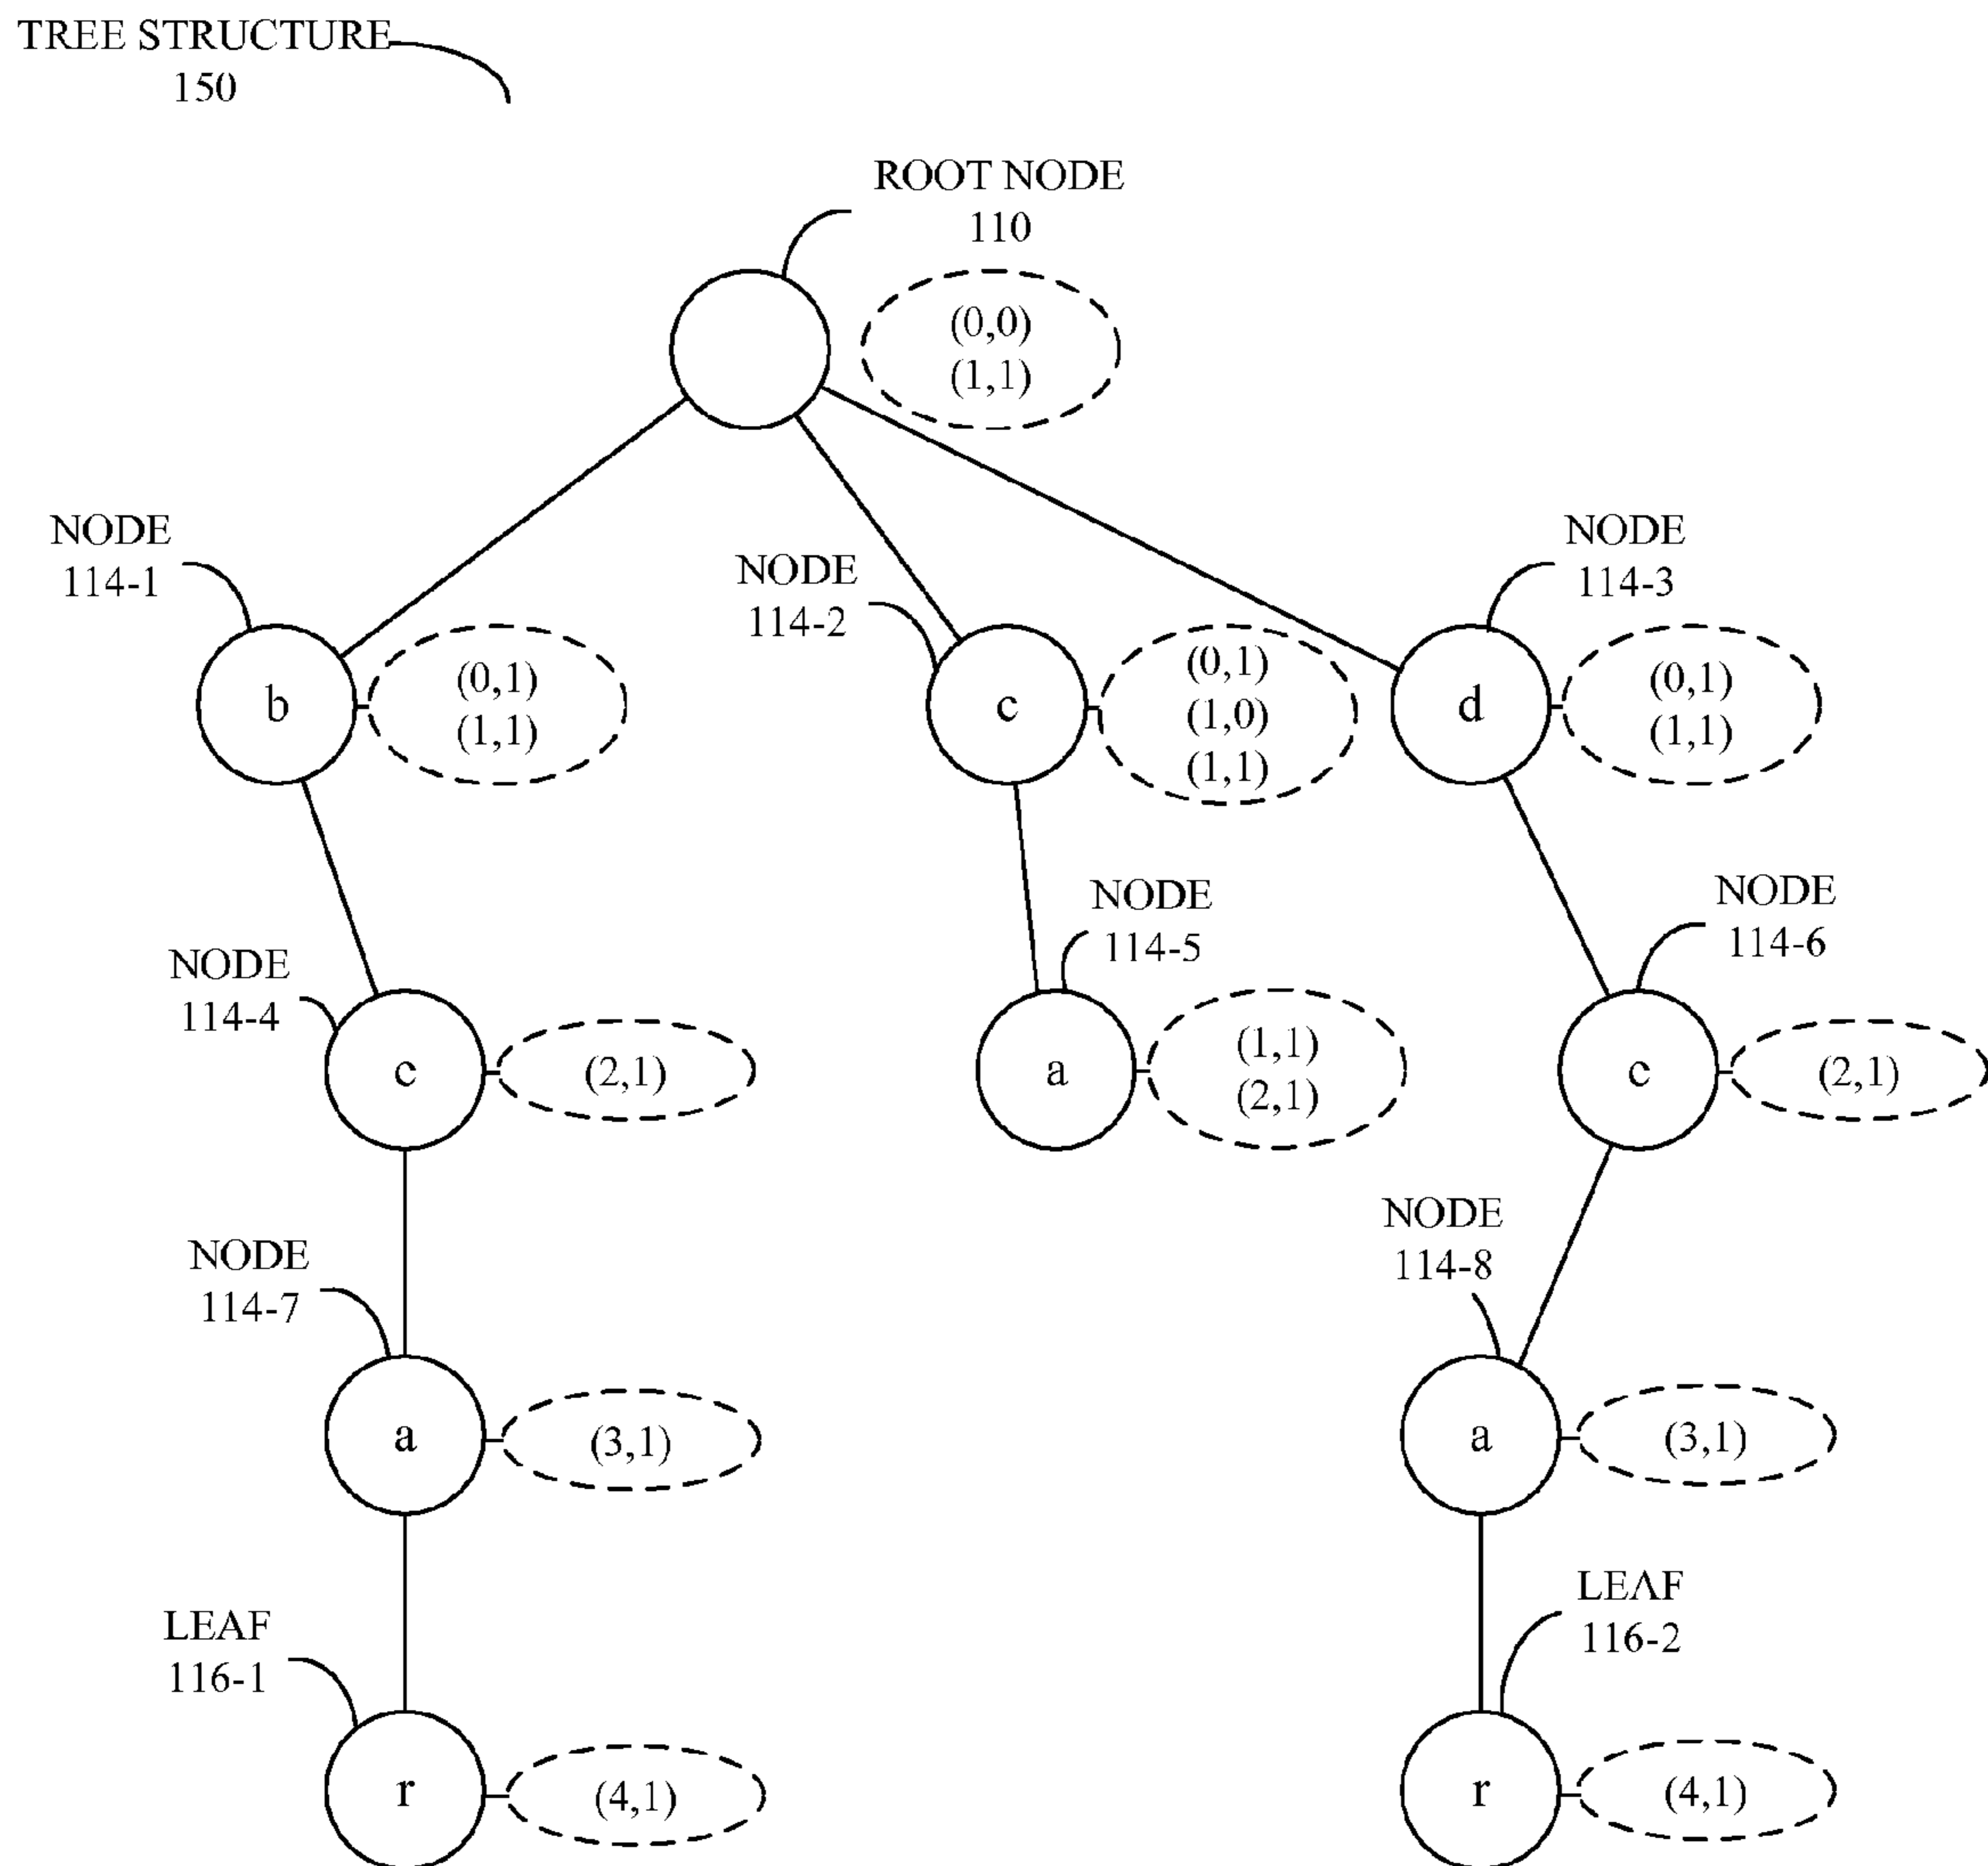 TREE STRUCTURE
150
ROOT NODE
110
(0,0)
(1,1)
NODE
114-1
b
(0,1)
(1,1)
NODE
114-2
c
(0,1)
(1,0)
(1,1)
NODE
114-3
d
(0,1)
(1,1)
NODE
114-4
c
(2,1)
NODE
114-5
a
(1,1)
(2,1)
NODE
114-6
c
(2,1)
NODE
114-7
a
(3,1)
NODE
114-8
a
(3,1)
LEAF
116-1
r
(4,1)
LEAF
116-2
r
(4,1)